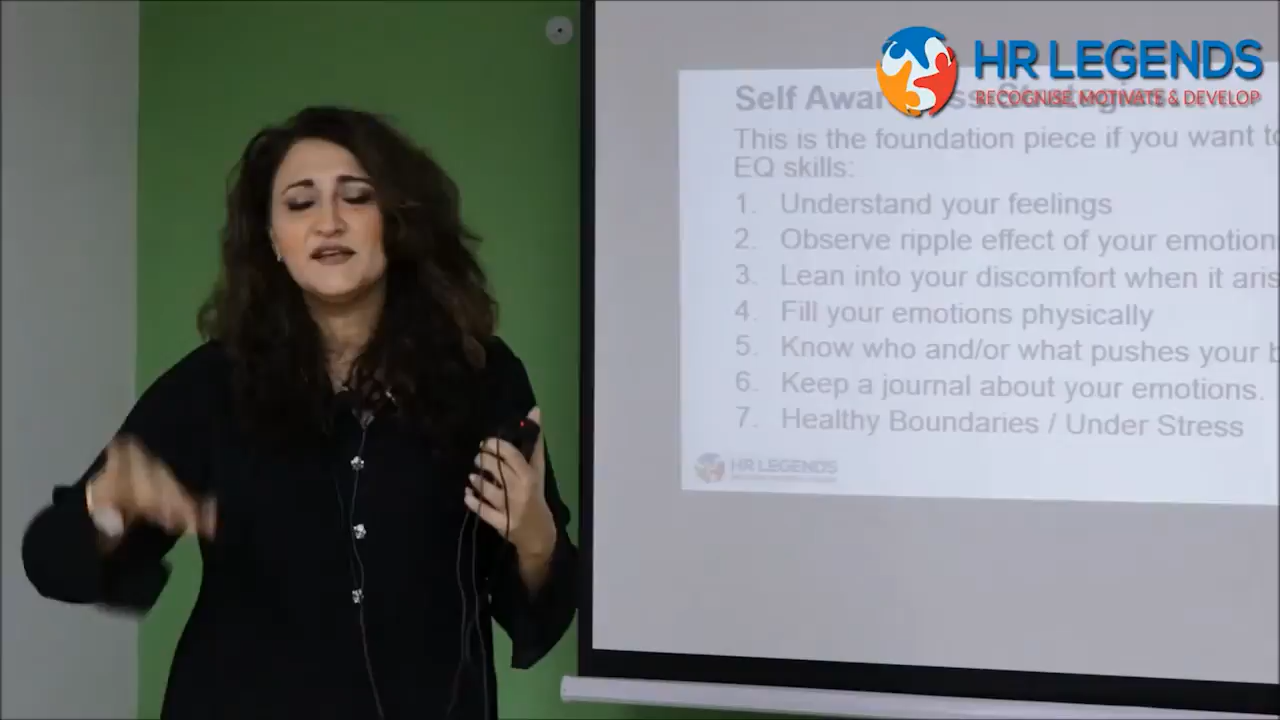 HR LEGENDS
RECOGNISE, MOTIVATE & DEVELOP
Self Awareness Strategies
This is the foundation piece if you want to
EQ skills:
1. Understand your feelings
2. Observe ripple effect of your emotion
3. Lean into your discomfort when it aris
4. Fill your emotions physically
5. Know who and/or what pushes your b
6. Keep a journal about your emotions.
7. Healthy Boundaries / Under Stress
HR LEGENDS